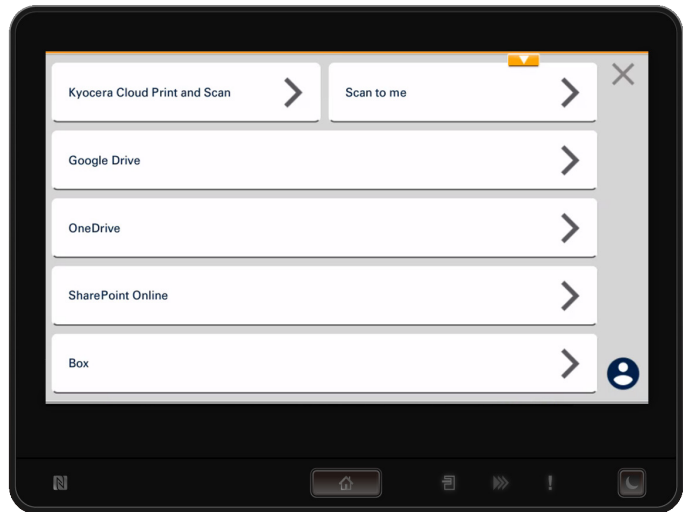 Kyocera Cloud Print and Scan
Scan to me
Google Drive
OneDrive
SharePoint Online
Box